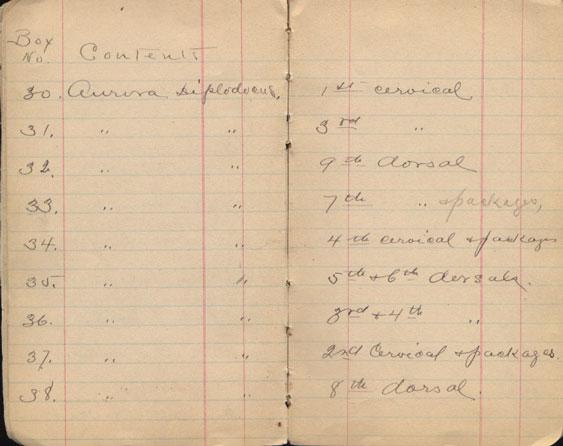 Box
No. Content
30. Aurora Diplodocus, 1st cervical
31. " " 3rd "
32. " " 9th dorsal
33. " " 7th " + packages,
34. " " 4th cervical + packages
35. " " 5th + 6th dorsals.
36. " " 3rd + 4th "
37. " " 2nd Cervical + packages.
38. " " 8th dorsal.